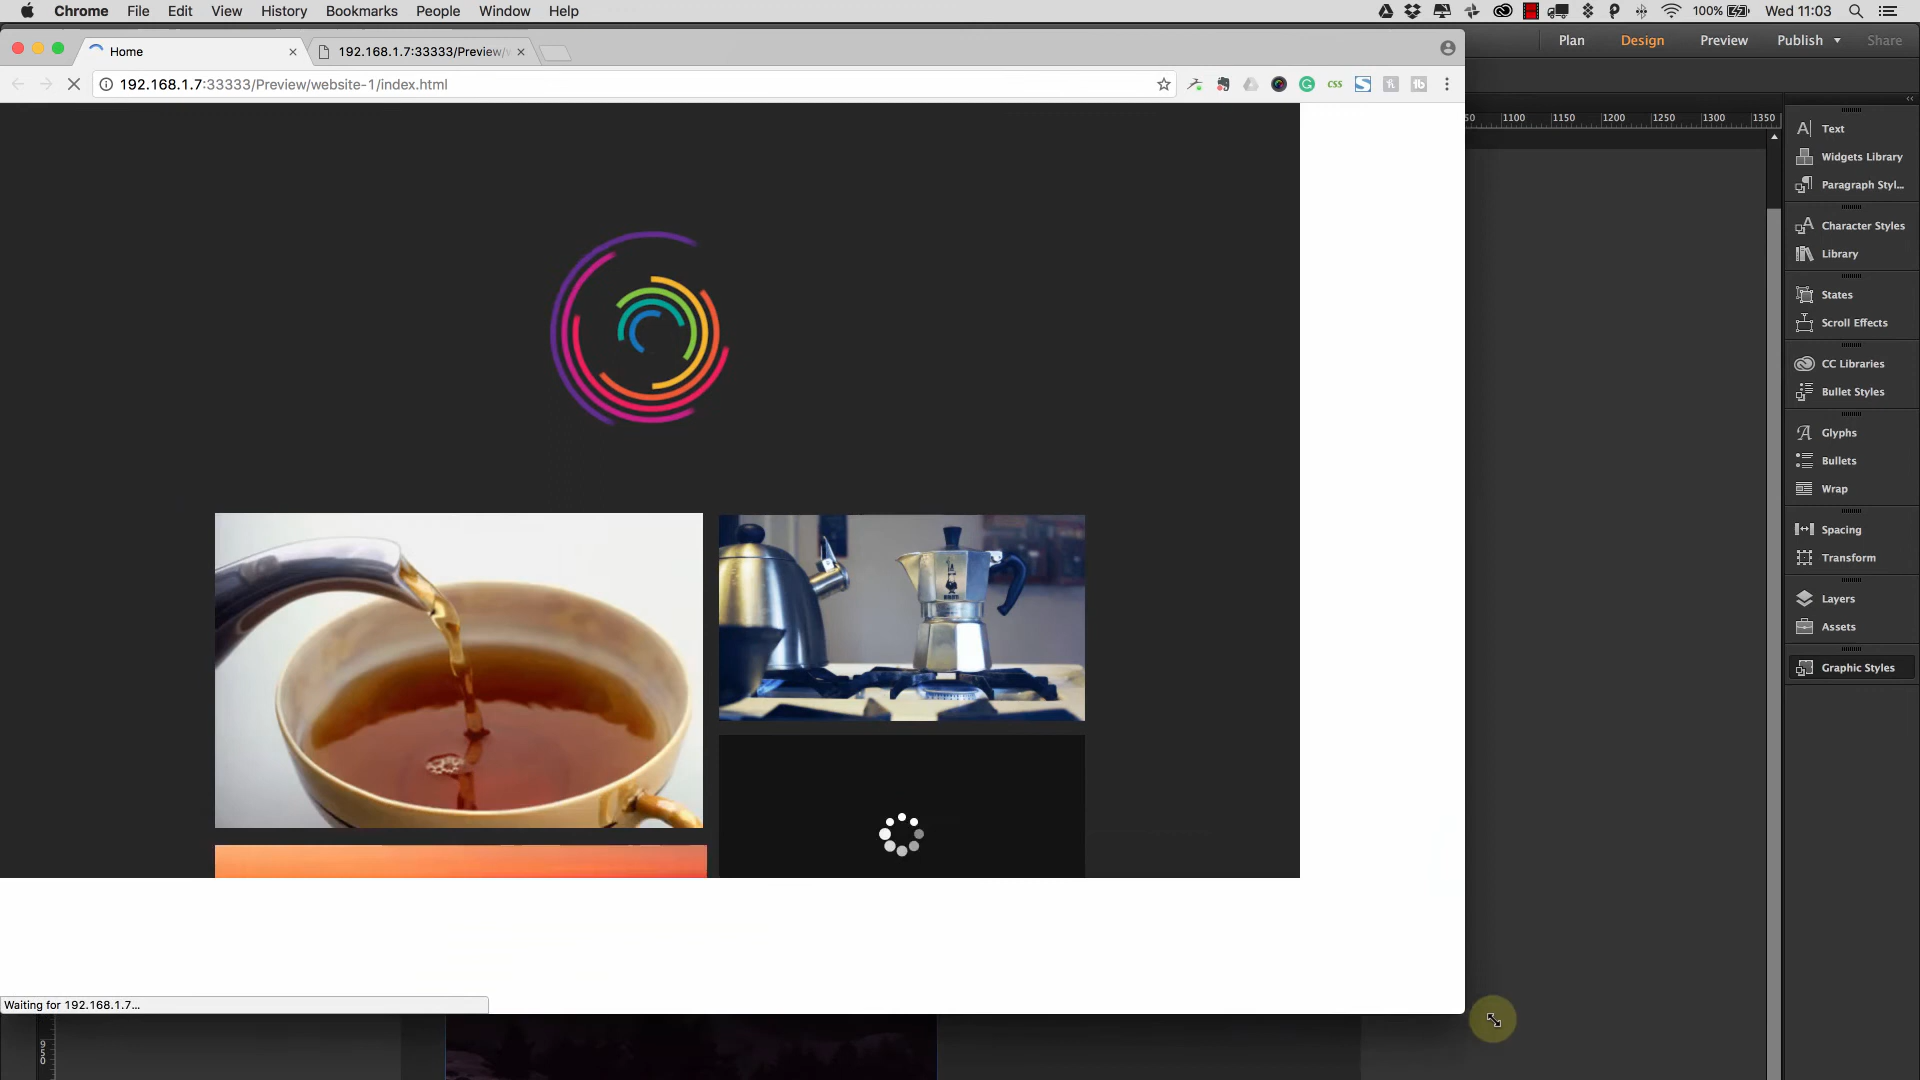 Chrome File Edit View History Bookmarks People Window Help
100% Wed 11:03
Plan Design Preview Publish Share
Home
192.168.1.7:33333/Preview/
192.168.1.7:33333/Preview/website-1/index.html
1100 1150 1200 1250 1300 1350
Text
Widgets Library
Paragraph Styl...
Character Styles
Library
States
Scroll Effects
CC Libraries
Bullet Styles
Glyphs
Bullets
Wrap
Spacing
Transform
Layers
Assets
Graphic Styles
Waiting for 192.168.1.7...
950